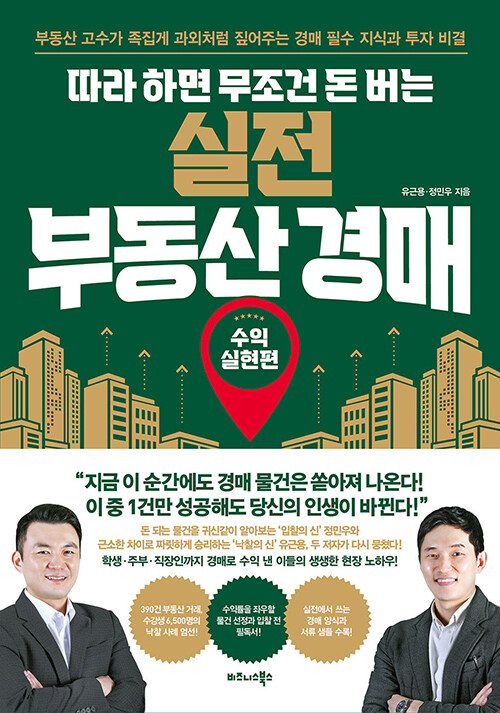 부동산 고수가 족집게 과외처럼 짚어주는 경매 필수 지식과 투자 비결
따라 하면 무조건 돈 버는
실전
유근용·정민우 지음
부동산 경매
수익
실현편
“지금 이 순간에도 경매 물건은 쏟아져 나온다!
이 중 1건만 성공해도 당신의 인생이 바뀐다!”
돈 되는 물건을 귀신같이 알아보는 ‘입찰의 신’ 정민우와
근소한 차이로 짜릿하게 승리하는 ‘낙찰의 신’ 유근용, 두 저자가 다시 뭉쳤다!
학생·주부·직장인까지 경매로 수익 낸 이들의 생생한 현장 노하우!
390건 부동산 거래,
수강생 6,500명의
낙찰 사례 엄선!
수익률을 좌우할
물건 선정과 입찰 전
필독서!
실전에서 쓰는
경매 양식과
서류 샘플 수록!
비즈니스북스